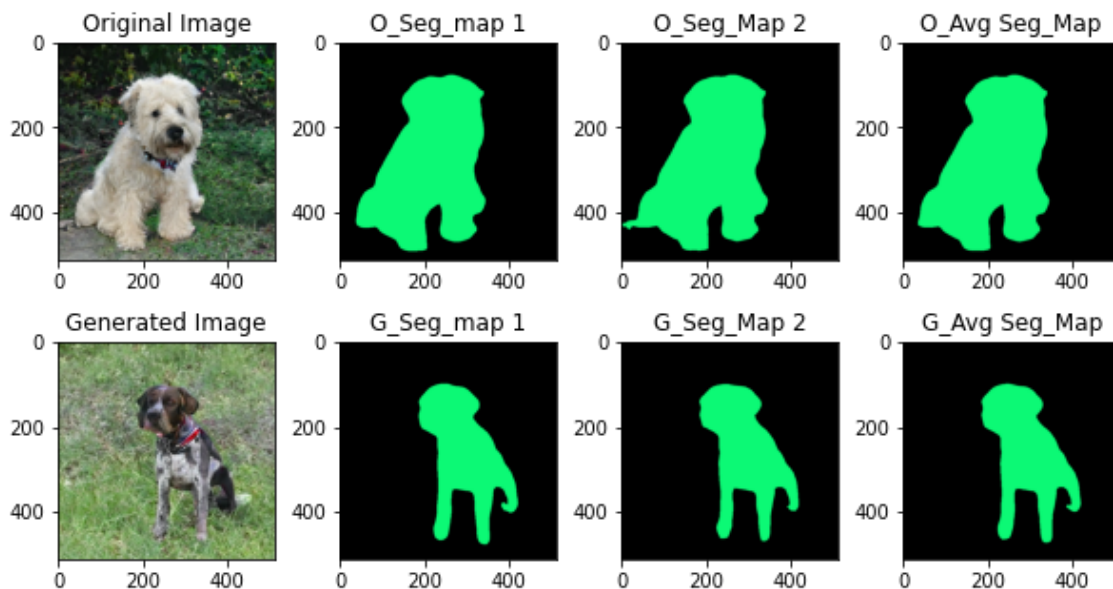 Original Image O_Seg_map 1 O_Seg_Map 2 O_Avg Seg_Map
0 0 0 0
200 200 200 200
400 400 400 400
0 200 400 0 200 400 0 200 400 0 200 400
Generated Image G_Seg_map 1 G_Seg_Map 2 G_Avg Seg_Map
0 0 0 0
200 200 200 200
400 400 400 400
0 200 400 0 200 400 0 200 400 0 200 400